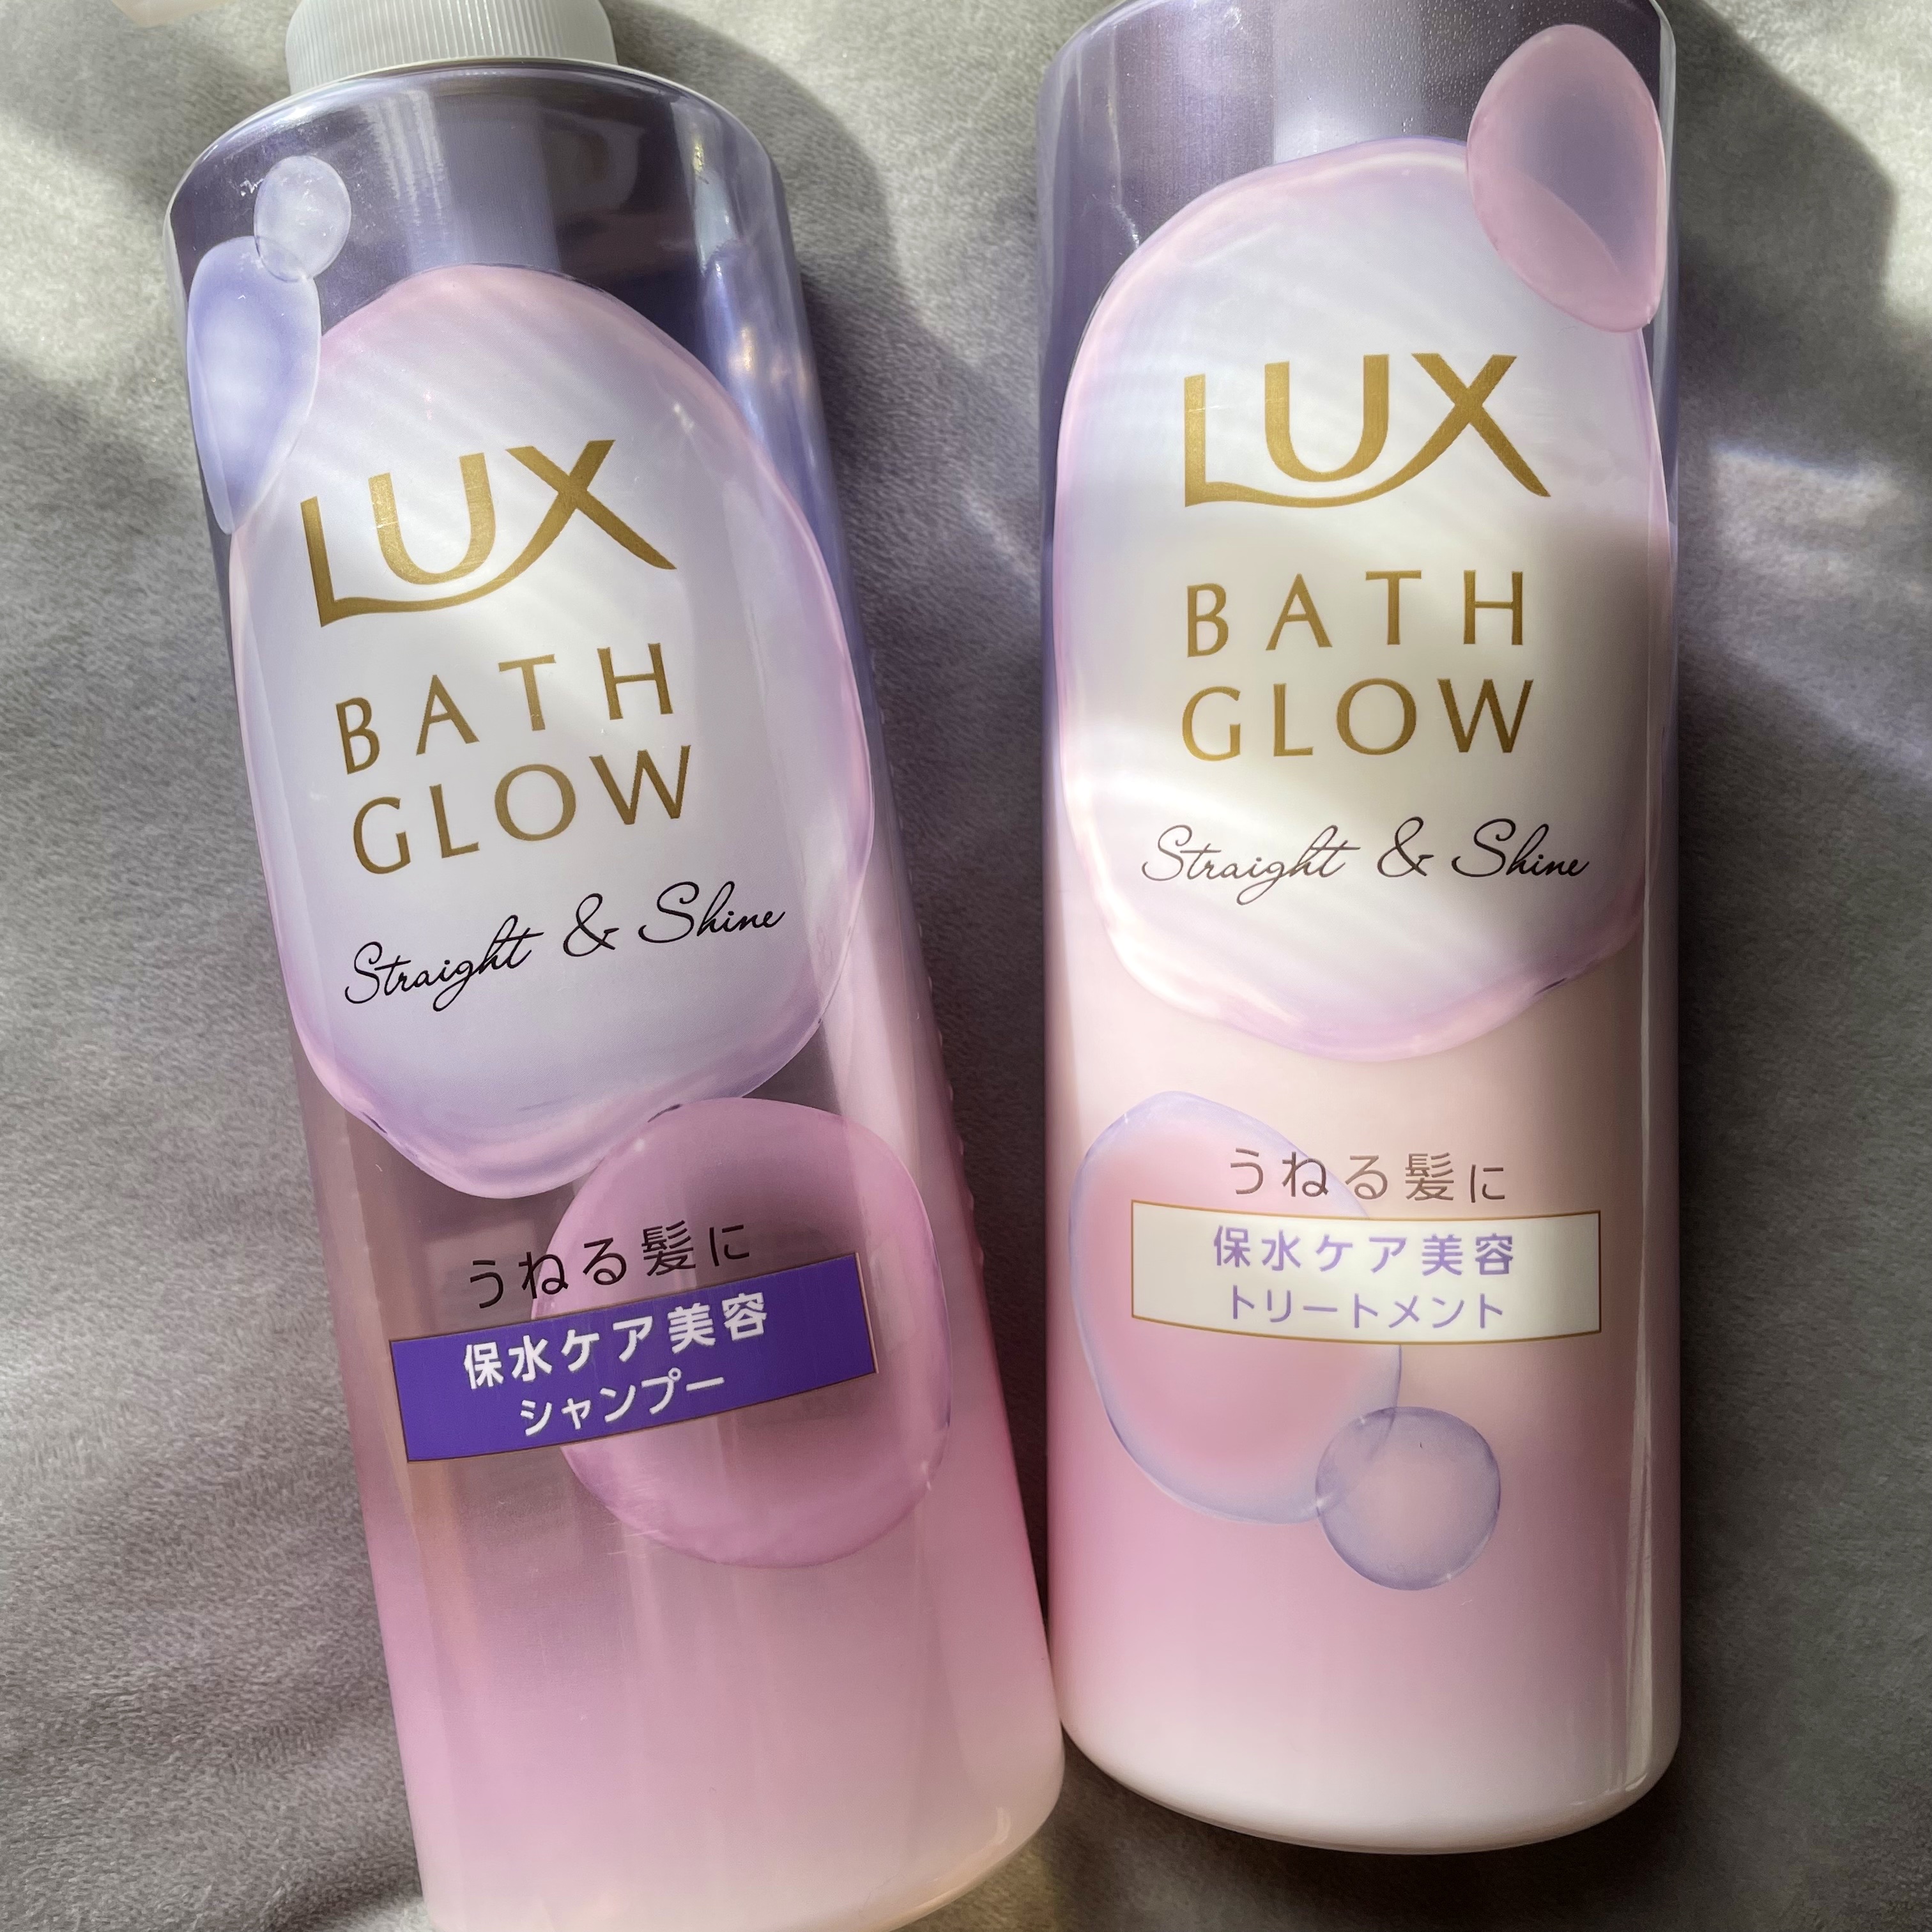 LUX
BATH
GLOW
Straight & Shine
うねる髪に
保水ケア美容
シャンプー
LUX
BATH
GLOW
Straight & Shine
うねる髪に
保水ケア美容
トリートメント